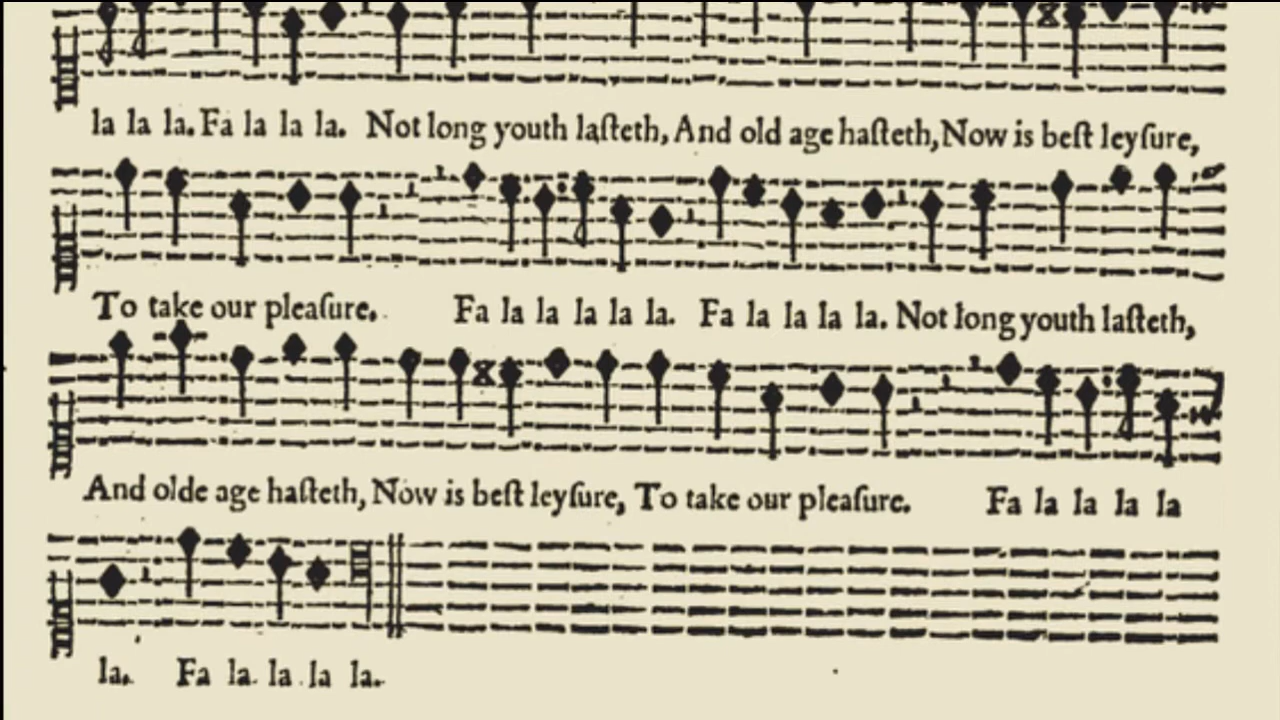 la la la. Fa la la la la. Not long youth laſteth, And old age haſteth, Now is beſt leyſure,
To take our pleaſure. Fa la la la la la. Fa la la la la. Not long youth laſteth,
And olde age haſteth, Now is beſt leyſure, To take our pleaſure. Fa la la la la
la. Fa la la la la.